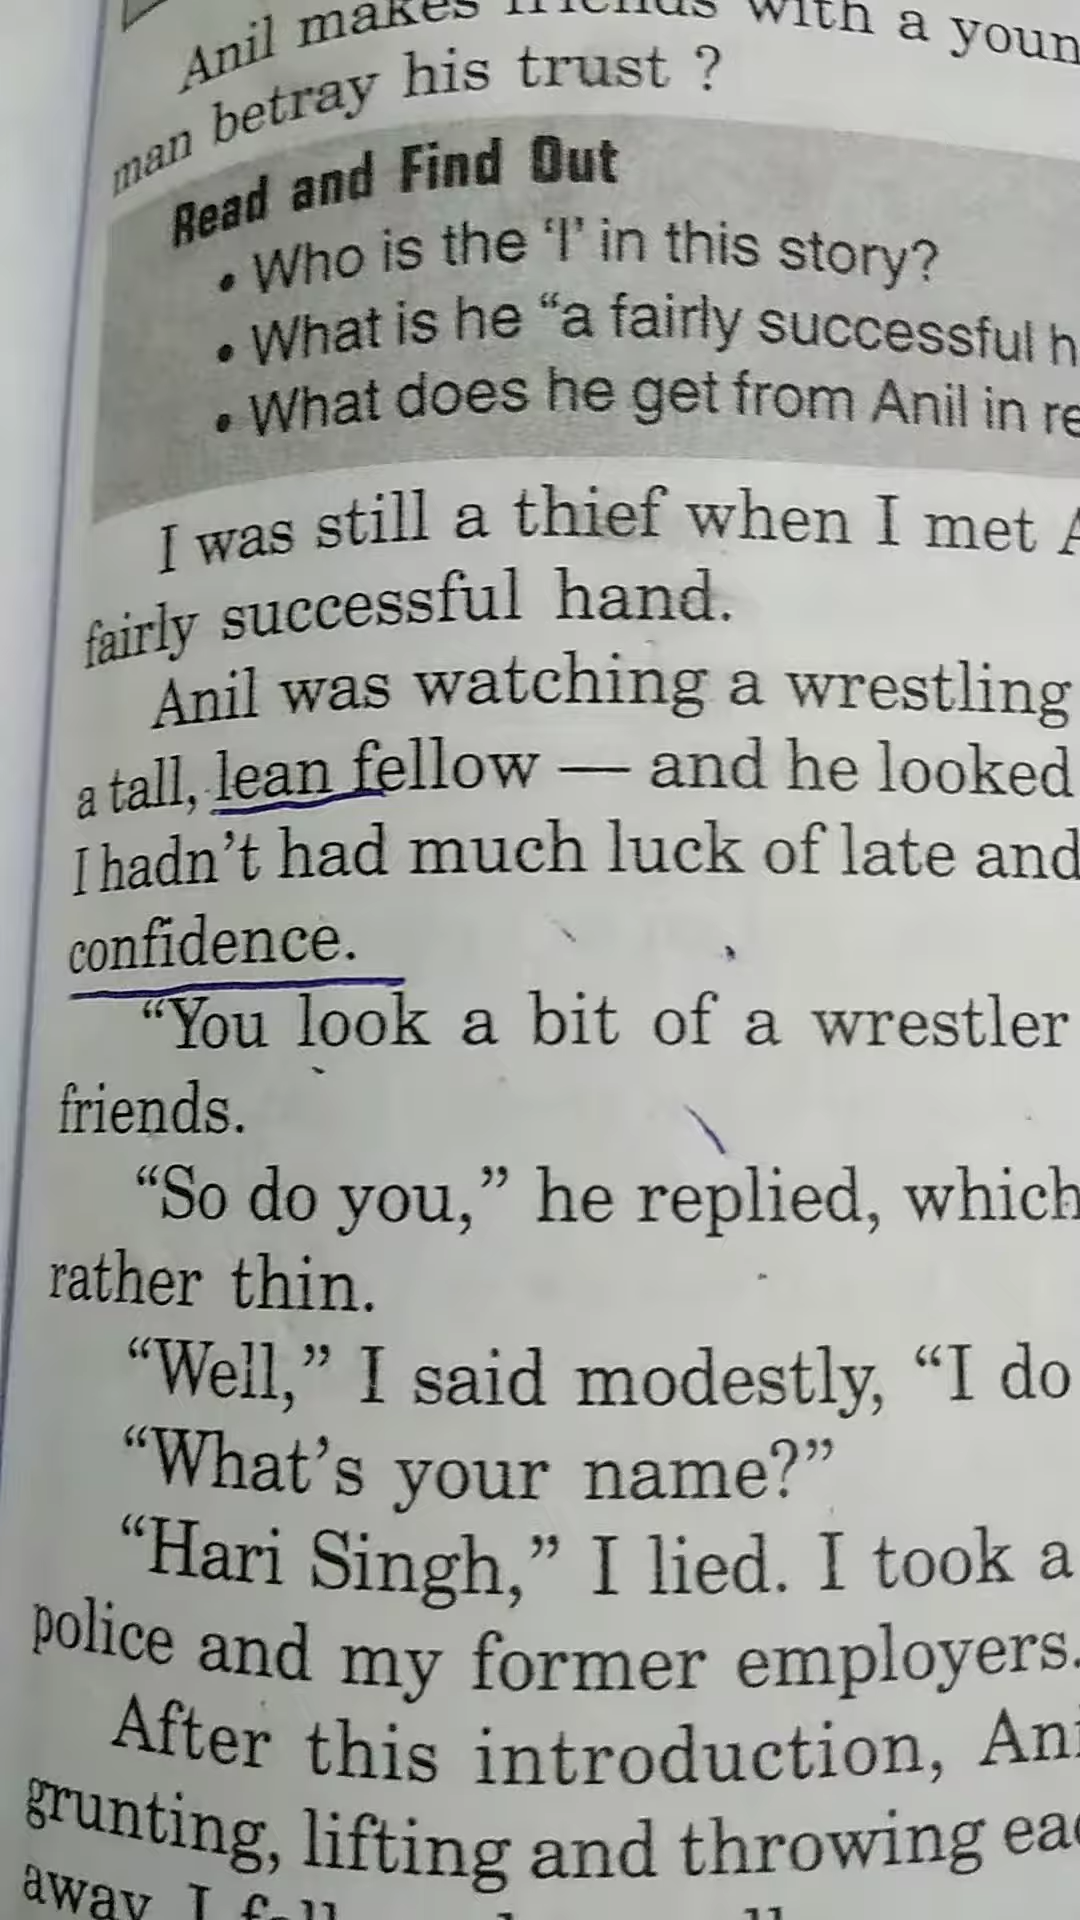 Anil makes friends with a youn
man betray his trust ?
Read and Find Out
• Who is the 'I' in this story?
• What is he “a fairly successful h
• What does he get from Anil in re
I was still a thief when I met A
fairly successful hand.
Anil was watching a wrestling
a tall, lean fellow — and he looked
I hadn’t had much luck of late and
confidence.
“You look a bit of a wrestler
friends.
“So do you,” he replied, which
rather thin.
“Well,” I said modestly, “I do
“What’s your name?”
“Hari Singh,” I lied. I took a
police and my former employers.
After this introduction, Ani
grunting, lifting and throwing eac
away I